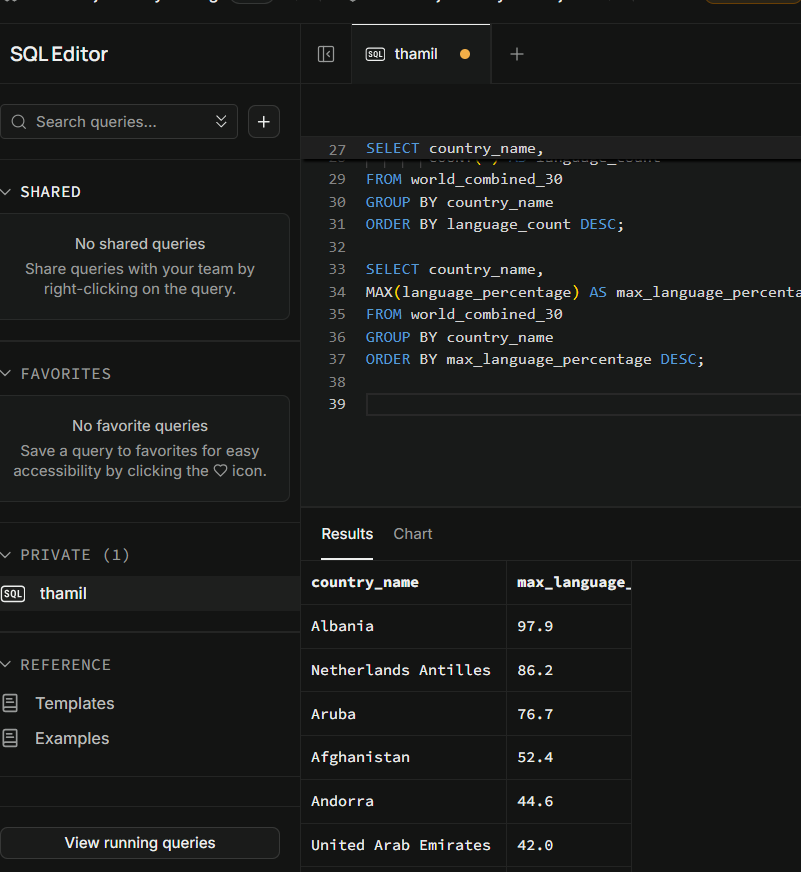 SQL Editor
SQL thamil
Search queries...
SHARED
No shared queries
Share queries with your team by
right-clicking on the query.
FAVORITES
No favorite queries
Save a query to favorites for easy
accessibility by clicking the ♡ icon.
PRIVATE (1)
SQL thamil
REFERENCE
Templates
Examples
View running queries
27 SELECT country_name,
29 FROM world_combined_30
30 GROUP BY country_name
31 ORDER BY language_count DESC;
32
33 SELECT country_name,
34 MAX(language_percentage) AS max_language_percenta
35 FROM world_combined_30
36 GROUP BY country_name
37 ORDER BY max_language_percentage DESC;
38
39
Results Chart
country_name max_language_
Albania 97.9
Netherlands Antilles 86.2
Aruba 76.7
Afghanistan 52.4
Andorra 44.6
United Arab Emirates 42.0